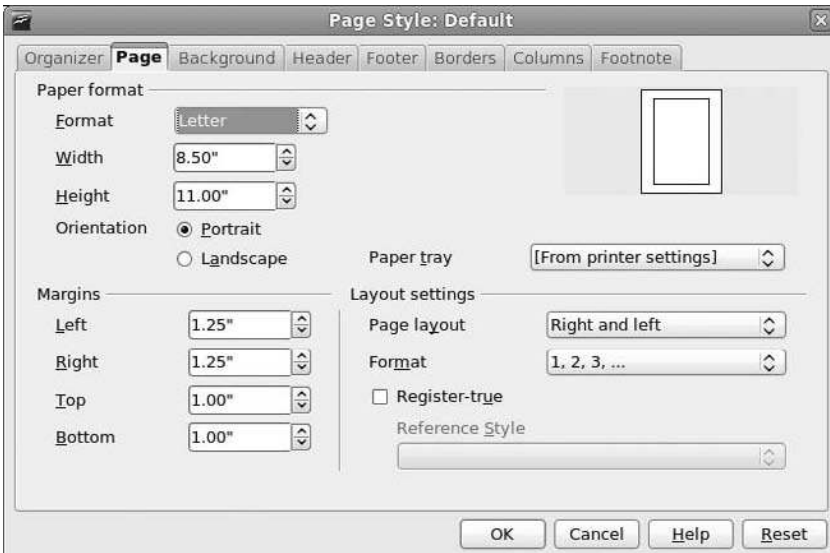 Page Style: Default
Organizer Page Background Header Footer Borders Columns Footnote
Paper format
Format Letter
Width 8.50"
Height 11.00"
Orientation Portrait
Landscape
Paper tray [From printer settings]
Margins
Left 1.25"
Right 1.25"
Top 1.00"
Bottom 1.00"
Layout settings
Page layout Right and left
Format 1, 2, 3, ...
Register-true
Reference Style
OK Cancel Help Reset